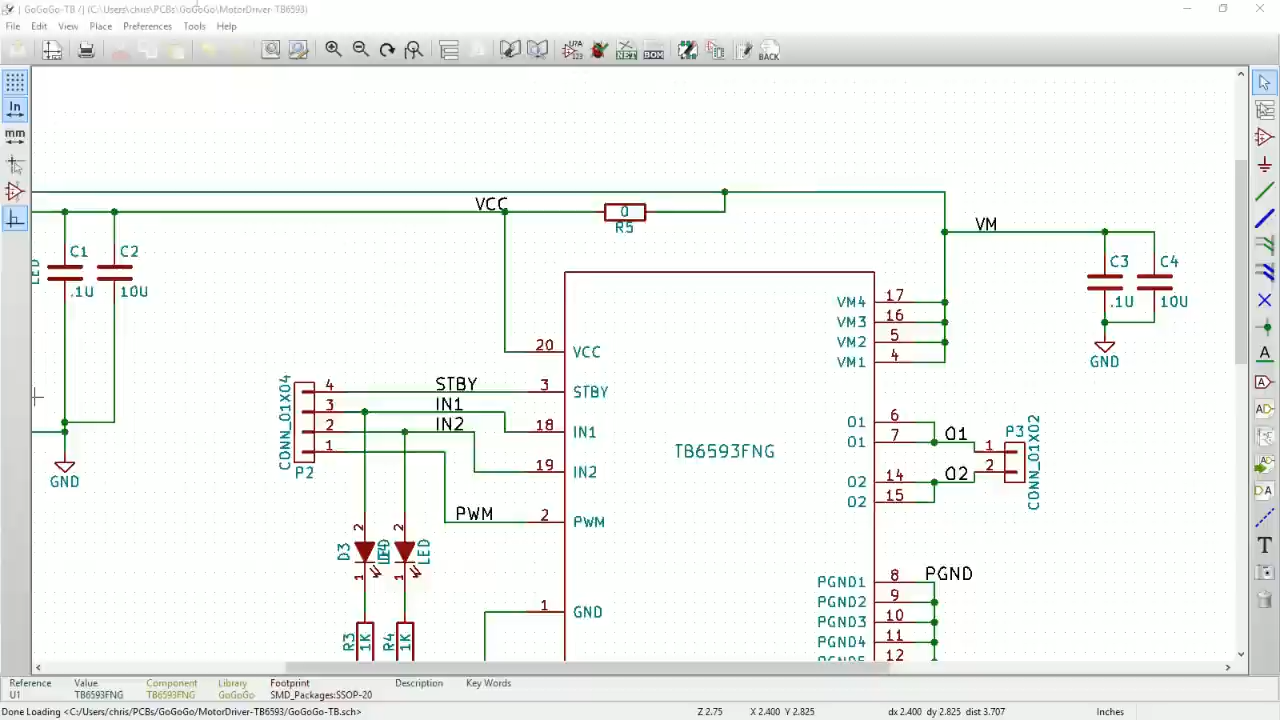 [ GoGoGo-TB /] (C:\Users\chris\PCBs\GoGoGo\MotorDriver-TB6593)
File Edit View Place Preferences Tools Help
NET BOM BACK
In
mm
VCC
0
R5
VM
C1 C2
LED
.1U 10U
C3 C4
.1U 10U
GND
GND
VM4 17
VM3 16
VM2 5
VM1 4
20 VCC
CONN_01X04
P2
4 STBY 3 STBY
3 IN1 18 IN1
2 IN2 19 IN2
1 PWM 2 PWM
TB6593FNG
O1 6
O1 7
O2 14
O2 15
O1 1
O2 2
P3
CONN_01X02
D3 2 1
2 1 LED
R3 1K
R4 1K
1 GND
PGND
PGND1 8
PGND2 9
PGND3 10
PGND4 11
12
Reference Value Component Library Footprint Description Key Words
U1 TB6593FNG TB6593FNG GoGoGo SMD_Packages:SSOP-20
Done Loading <C:/Users/chris/PCBs/GoGoGo/MotorDriver-TB6593/GoGoGo-TB.sch> Z 2.75 X 2.400 Y 2.825 dx 2.400 dy 2.825 dist 3.707 Inches